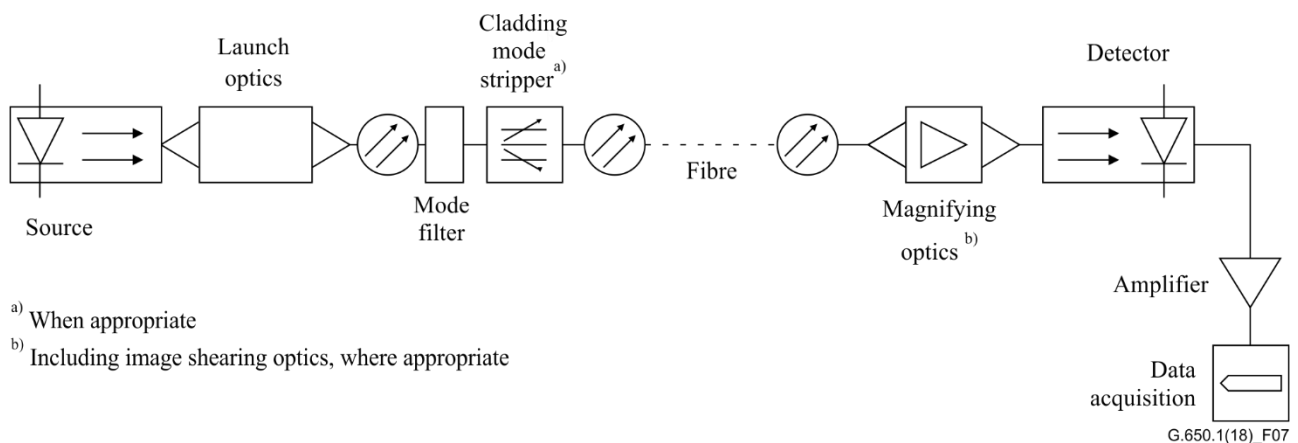 Cladding
mode
stripper a)
Launch
optics
Detector
Source
Mode
filter
Fibre
Magnifying
optics b)
Amplifier
a) When appropriate
b) Including image shearing optics, where appropriate
Data
acquisition
G.650.1(18)_F07